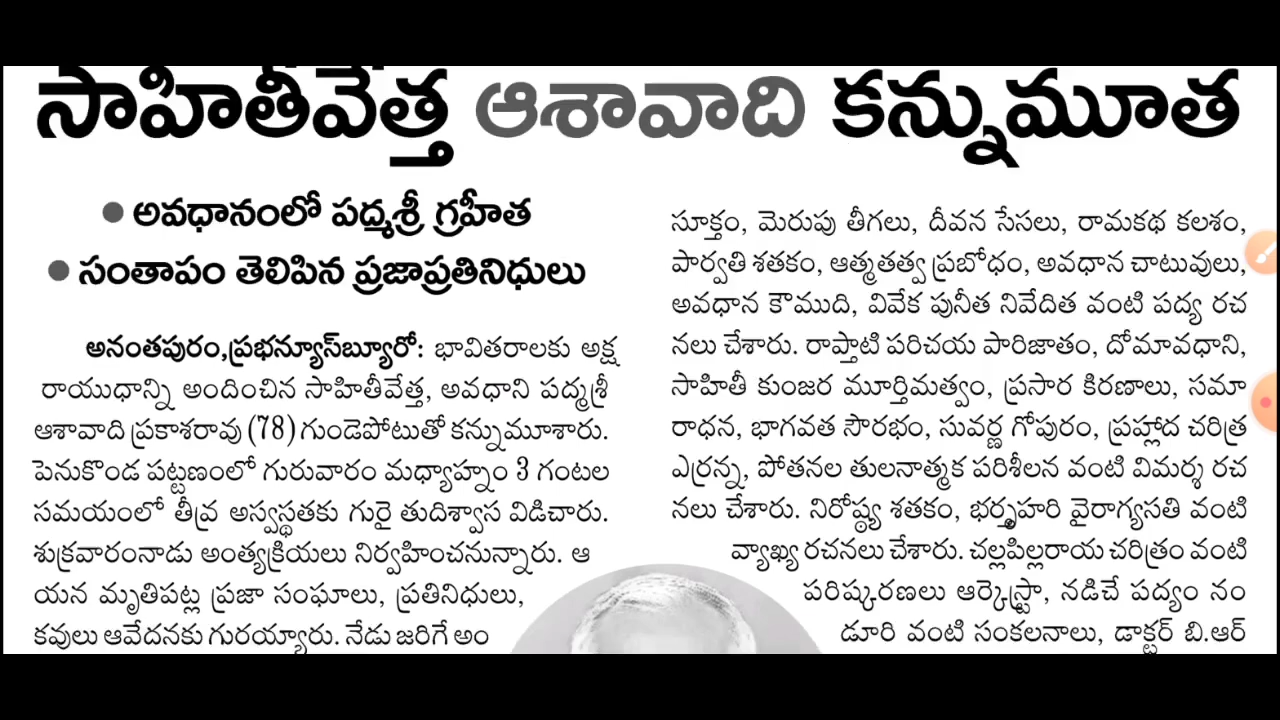 సాహితీవేత్త ఆశావాది కన్నుమూత
● అవధానంలో పద్మశ్రీ గ్రహీత
● సంతాపం తెలిపిన ప్రజాప్రతినిధులు
అనంతపురం,ప్రభన్యూస్‌బ్యూరో: భావితరాలకు అక్ష
రాయుధాన్ని అందించిన సాహితీవేత్త, అవధాని పద్మశ్రీ
ఆశావాది ప్రకాశరావు (78) గుండెపోటుతో కన్నుమూశారు.
పెనుకొండ పట్టణంలో గురువారం మధ్యాహ్నం 3 గంటల
సమయంలో తీవ్ర అస్వస్థతకు గురై తుదిశ్వాస విడిచారు.
శుక్రవారంనాడు అంత్యక్రియలు నిర్వహించనున్నారు. ఆ
యన మృతిపట్ల ప్రజా సంఘాలు, ప్రతినిధులు,
కవులు ఆవేదనకు గురయ్యారు. నేడు జరిగే అం
సూక్తం, మెరుపు తీగలు, దీవన సేసలు, రామకథ కలశం,
పార్వతి శతకం, ఆత్మతత్వ ప్రబోధం, అవధాన చాటువులు,
అవధాన కౌముది, వివేక పునీత నివేదిత వంటి పద్య రచ
నలు చేశారు. రాప్తాటి పరిచయ పారిజాతం, దోమావధాని,
సాహితీ కుంజర మూర్తిమత్వం, ప్రసార కిరణాలు, సమా
రాధన, భాగవత సౌరభం, సువర్ణ గోపురం, ప్రహ్లాద చరిత్ర
ఎర్రన్న, పోతనల తులనాత్మక పరిశీలన వంటి విమర్శ రచ
నలు చేశారు. నిరోష్ఠ్య శతకం, భర్తృహరి వైరాగ్యసతి వంటి
వ్యాఖ్య రచనలు చేశారు. చల్లపిల్లరాయ చరిత్రం వంటి
పరిష్కరణలు ఆర్కెస్ట్రా, నడిచే పద్యం నం
డూరి వంటి సంకలనాలు, డాక్టర్ బి.ఆర్